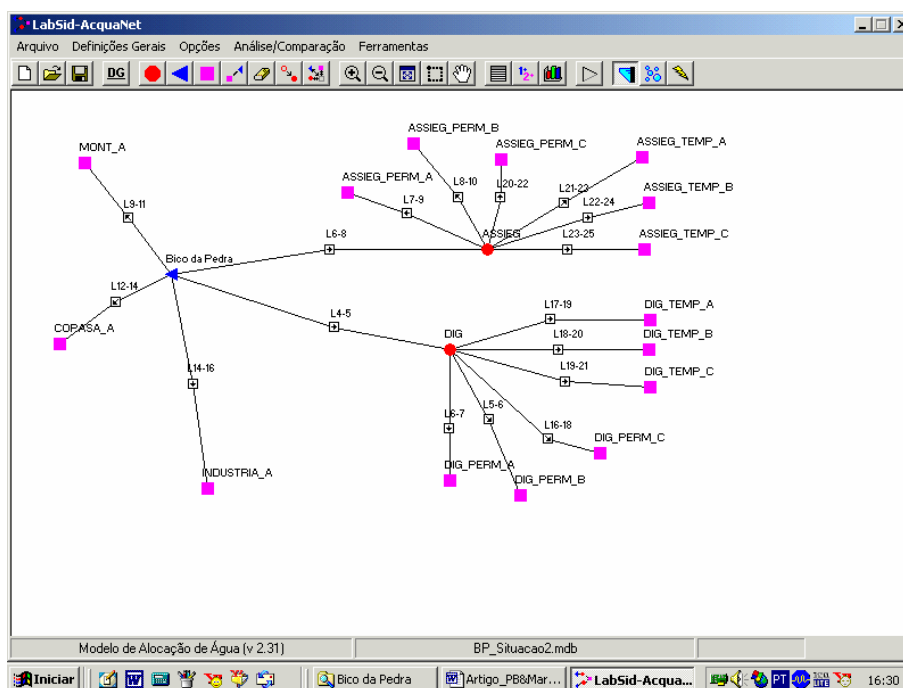 LabSid-AcquaNet
Arquivo Definições Gerais Opções Análise/Comparação Ferramentas
DG
MONT_A
ASSIEG_PERM_B
ASSIEG_PERM_C
ASSIEG_TEMP_A
ASSIEG_PERM_A
L8-10
L20-22
L21-23
ASSIEG_TEMP_B
L9-11
L7-9
L22-24
L6-8
ASSIEG
L23-25
ASSIEG_TEMP_C
Bico da Pedra
L12-14
L4-5
L17-19
DIG_TEMP_A
COPASA_A
DIG
L18-20
DIG_TEMP_B
L14-16
L19-21
DIG_TEMP_C
L6-7
L5-6
L16-18
DIG_PERM_C
INDUSTRIA_A
DIG_PERM_A
DIG_PERM_B
Modelo de Alocação de Água (v 2.31) BP_Situacao2.mdb
Iniciar Bico da Pedra Artigo_PB&Mar... LabSid-Acqua... PT 16:30